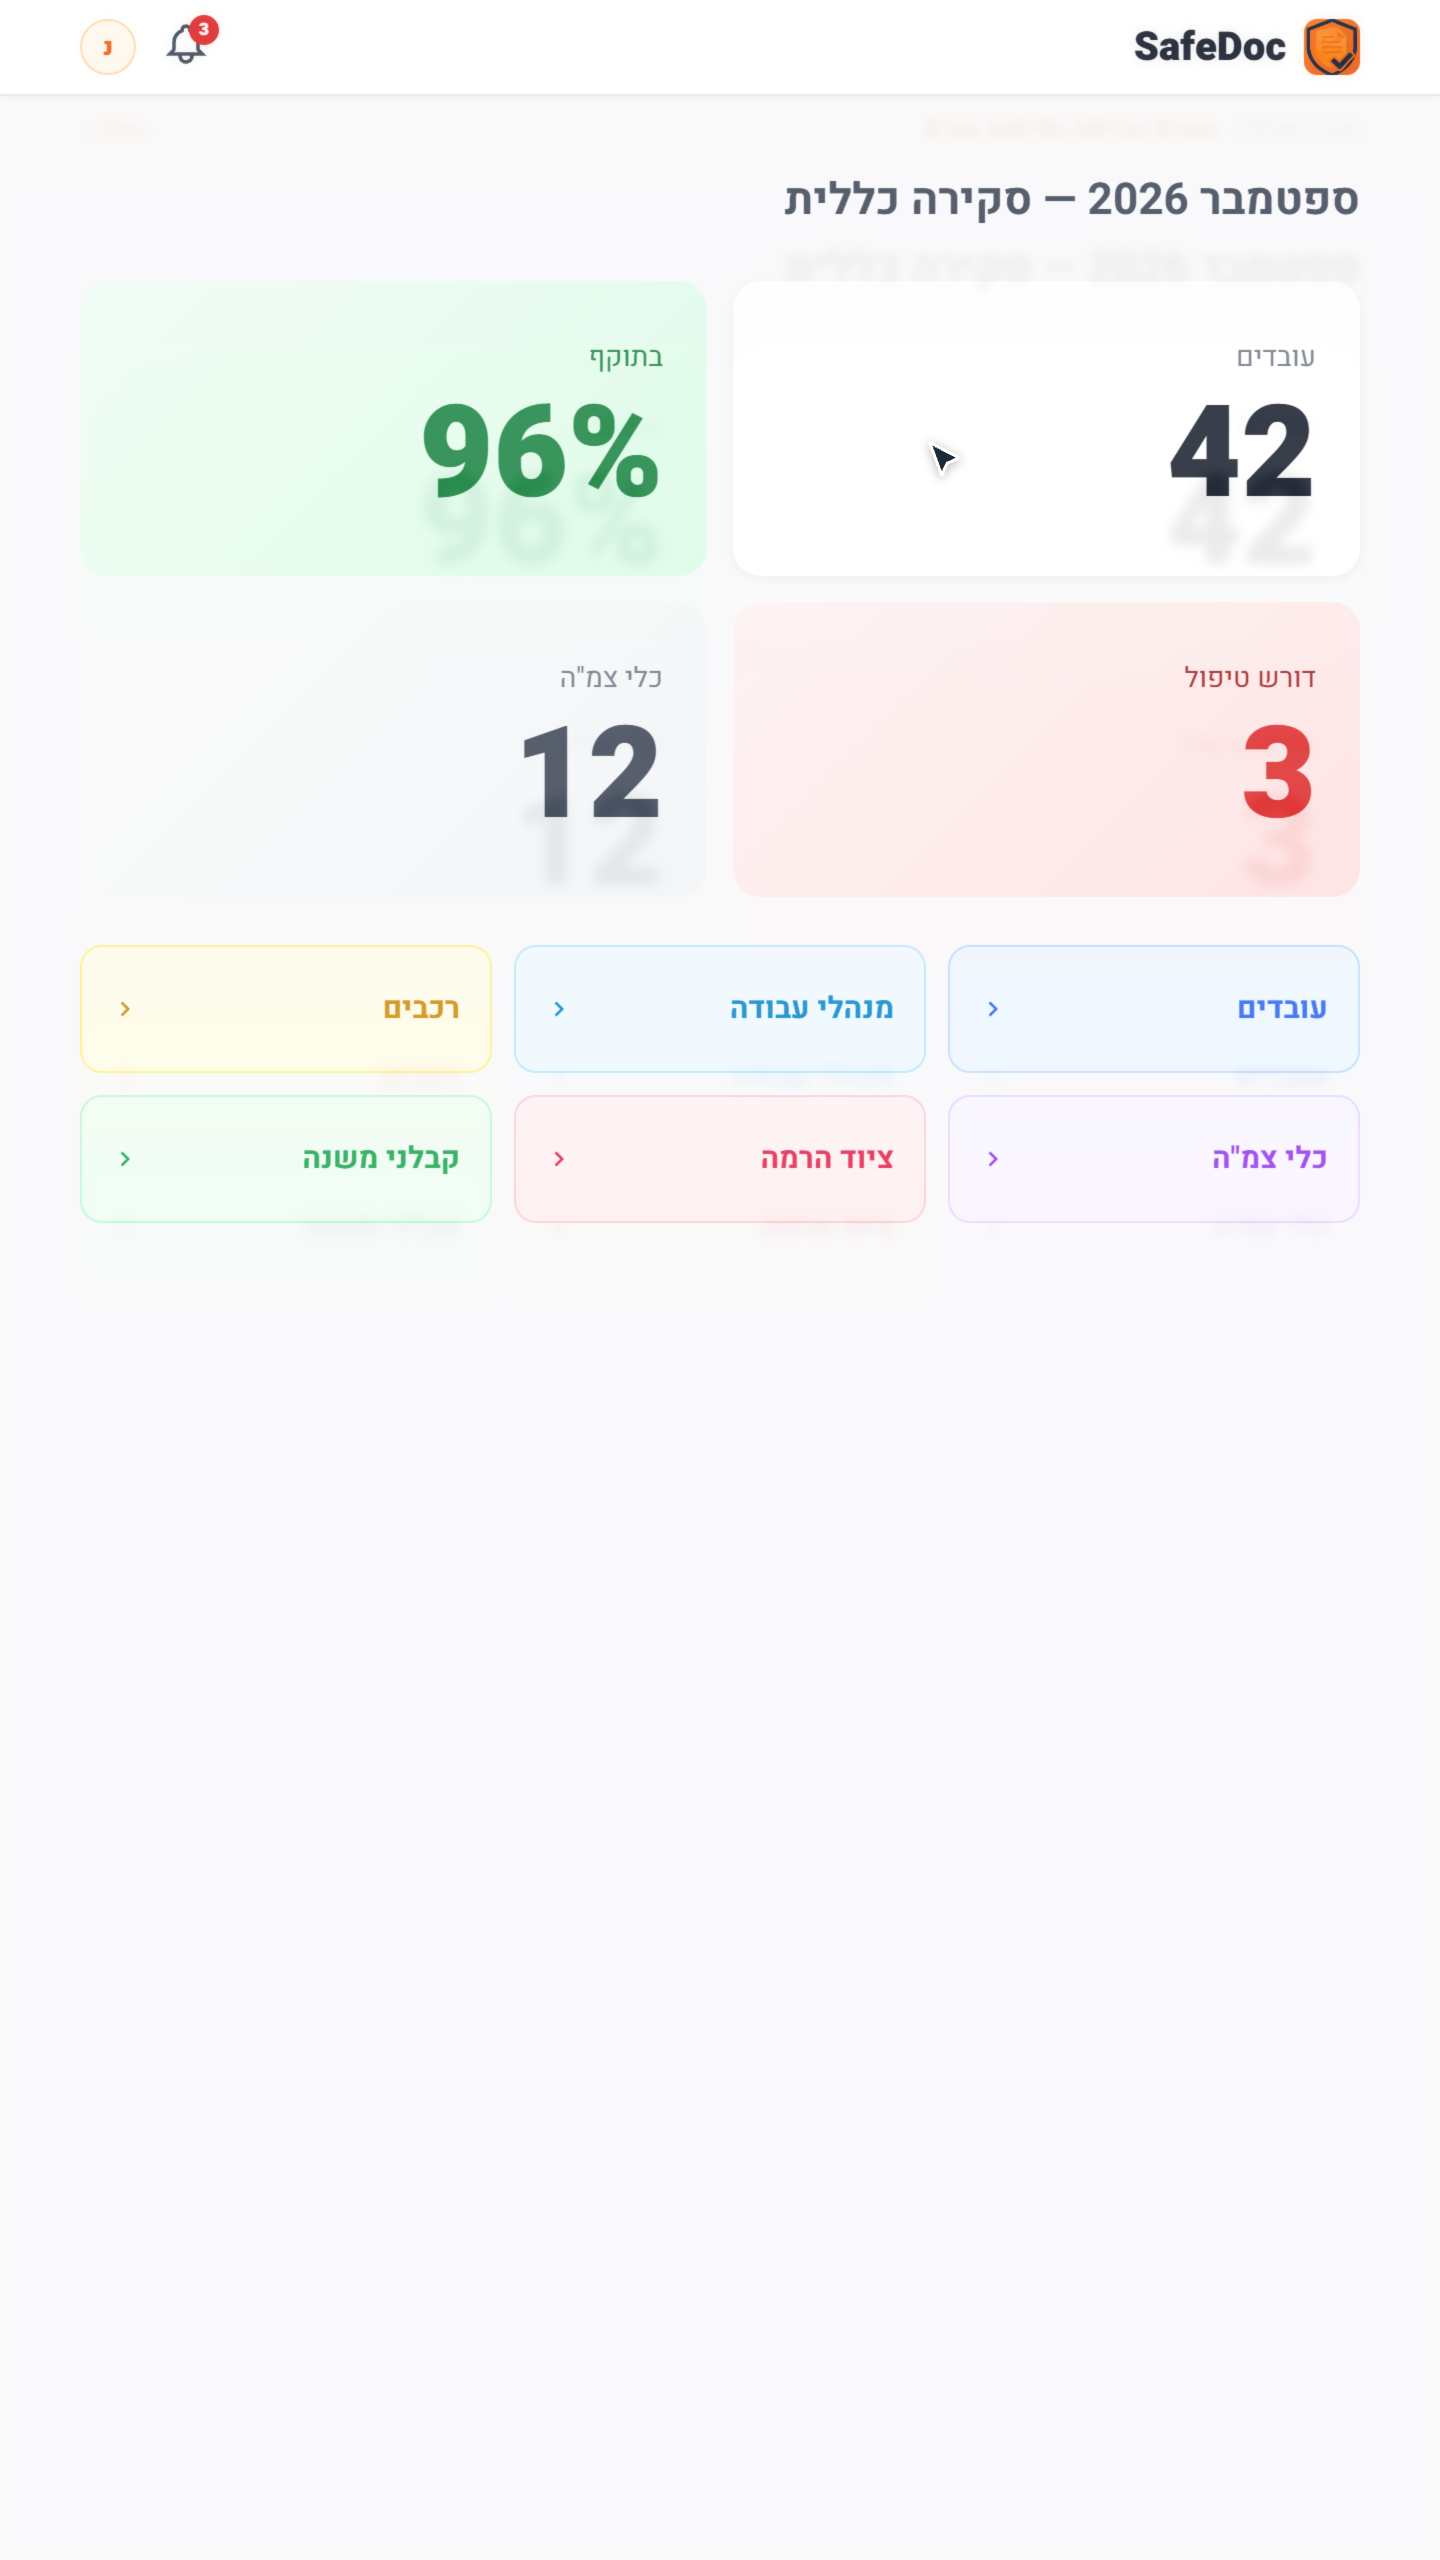 SafeDoc
3
נ
ספטמבר 2026 — סקירה כללית
עובדים
42
בתוקף
96%
דורש טיפול
3
כלי צמ"ה
12
עובדים
מנהלי עבודה
רכבים
כלי צמ"ה
ציוד הרמה
קבלני משנה